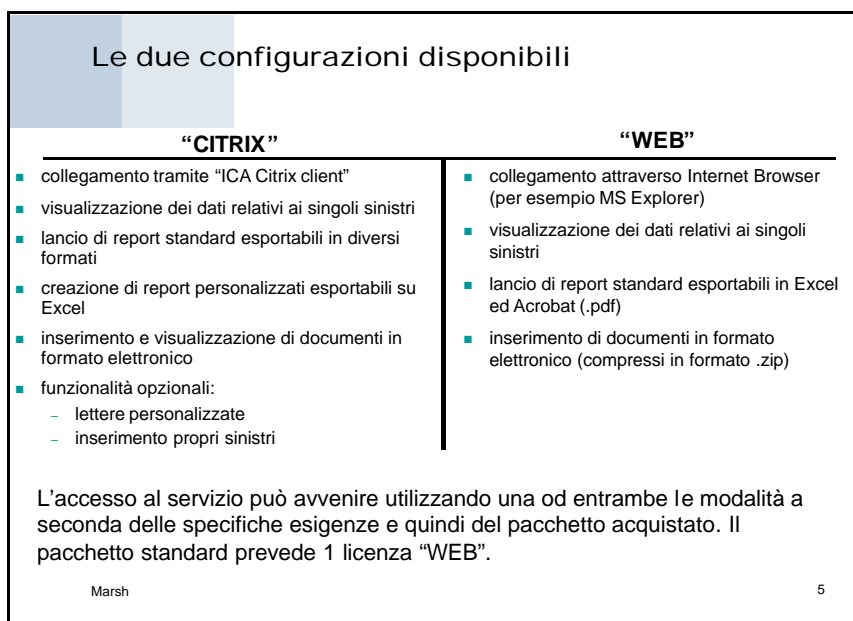 Le due configurazioni disponibili
“CITRIX”
collegamento tramite “ICA Citrix client”
visualizzazione dei dati relativi ai singoli sinistri
lancio di report standard esportabili in diversi
formati
creazione di report personalizzati esportabili su
Excel
inserimento e visualizzazione di documenti in
formato elettronico
funzionalità opzionali:
– lettere personalizzate
– inserimento propri sinistri
“WEB”
collegamento attraverso Internet Browser
(per esempio MS Explorer)
visualizzazione dei dati relativi ai singoli
sinistri
lancio di report standard esportabili in Excel
ed Acrobat (.pdf)
inserimento di documenti in formato
elettronico (compressi in formato .zip)
L’accesso al servizio può avvenire utilizzando una od entrambe le modalità a
seconda delle specifiche esigenze e quindi del pacchetto acquistato. Il
pacchetto standard prevede 1 licenza “WEB”.
Marsh
5